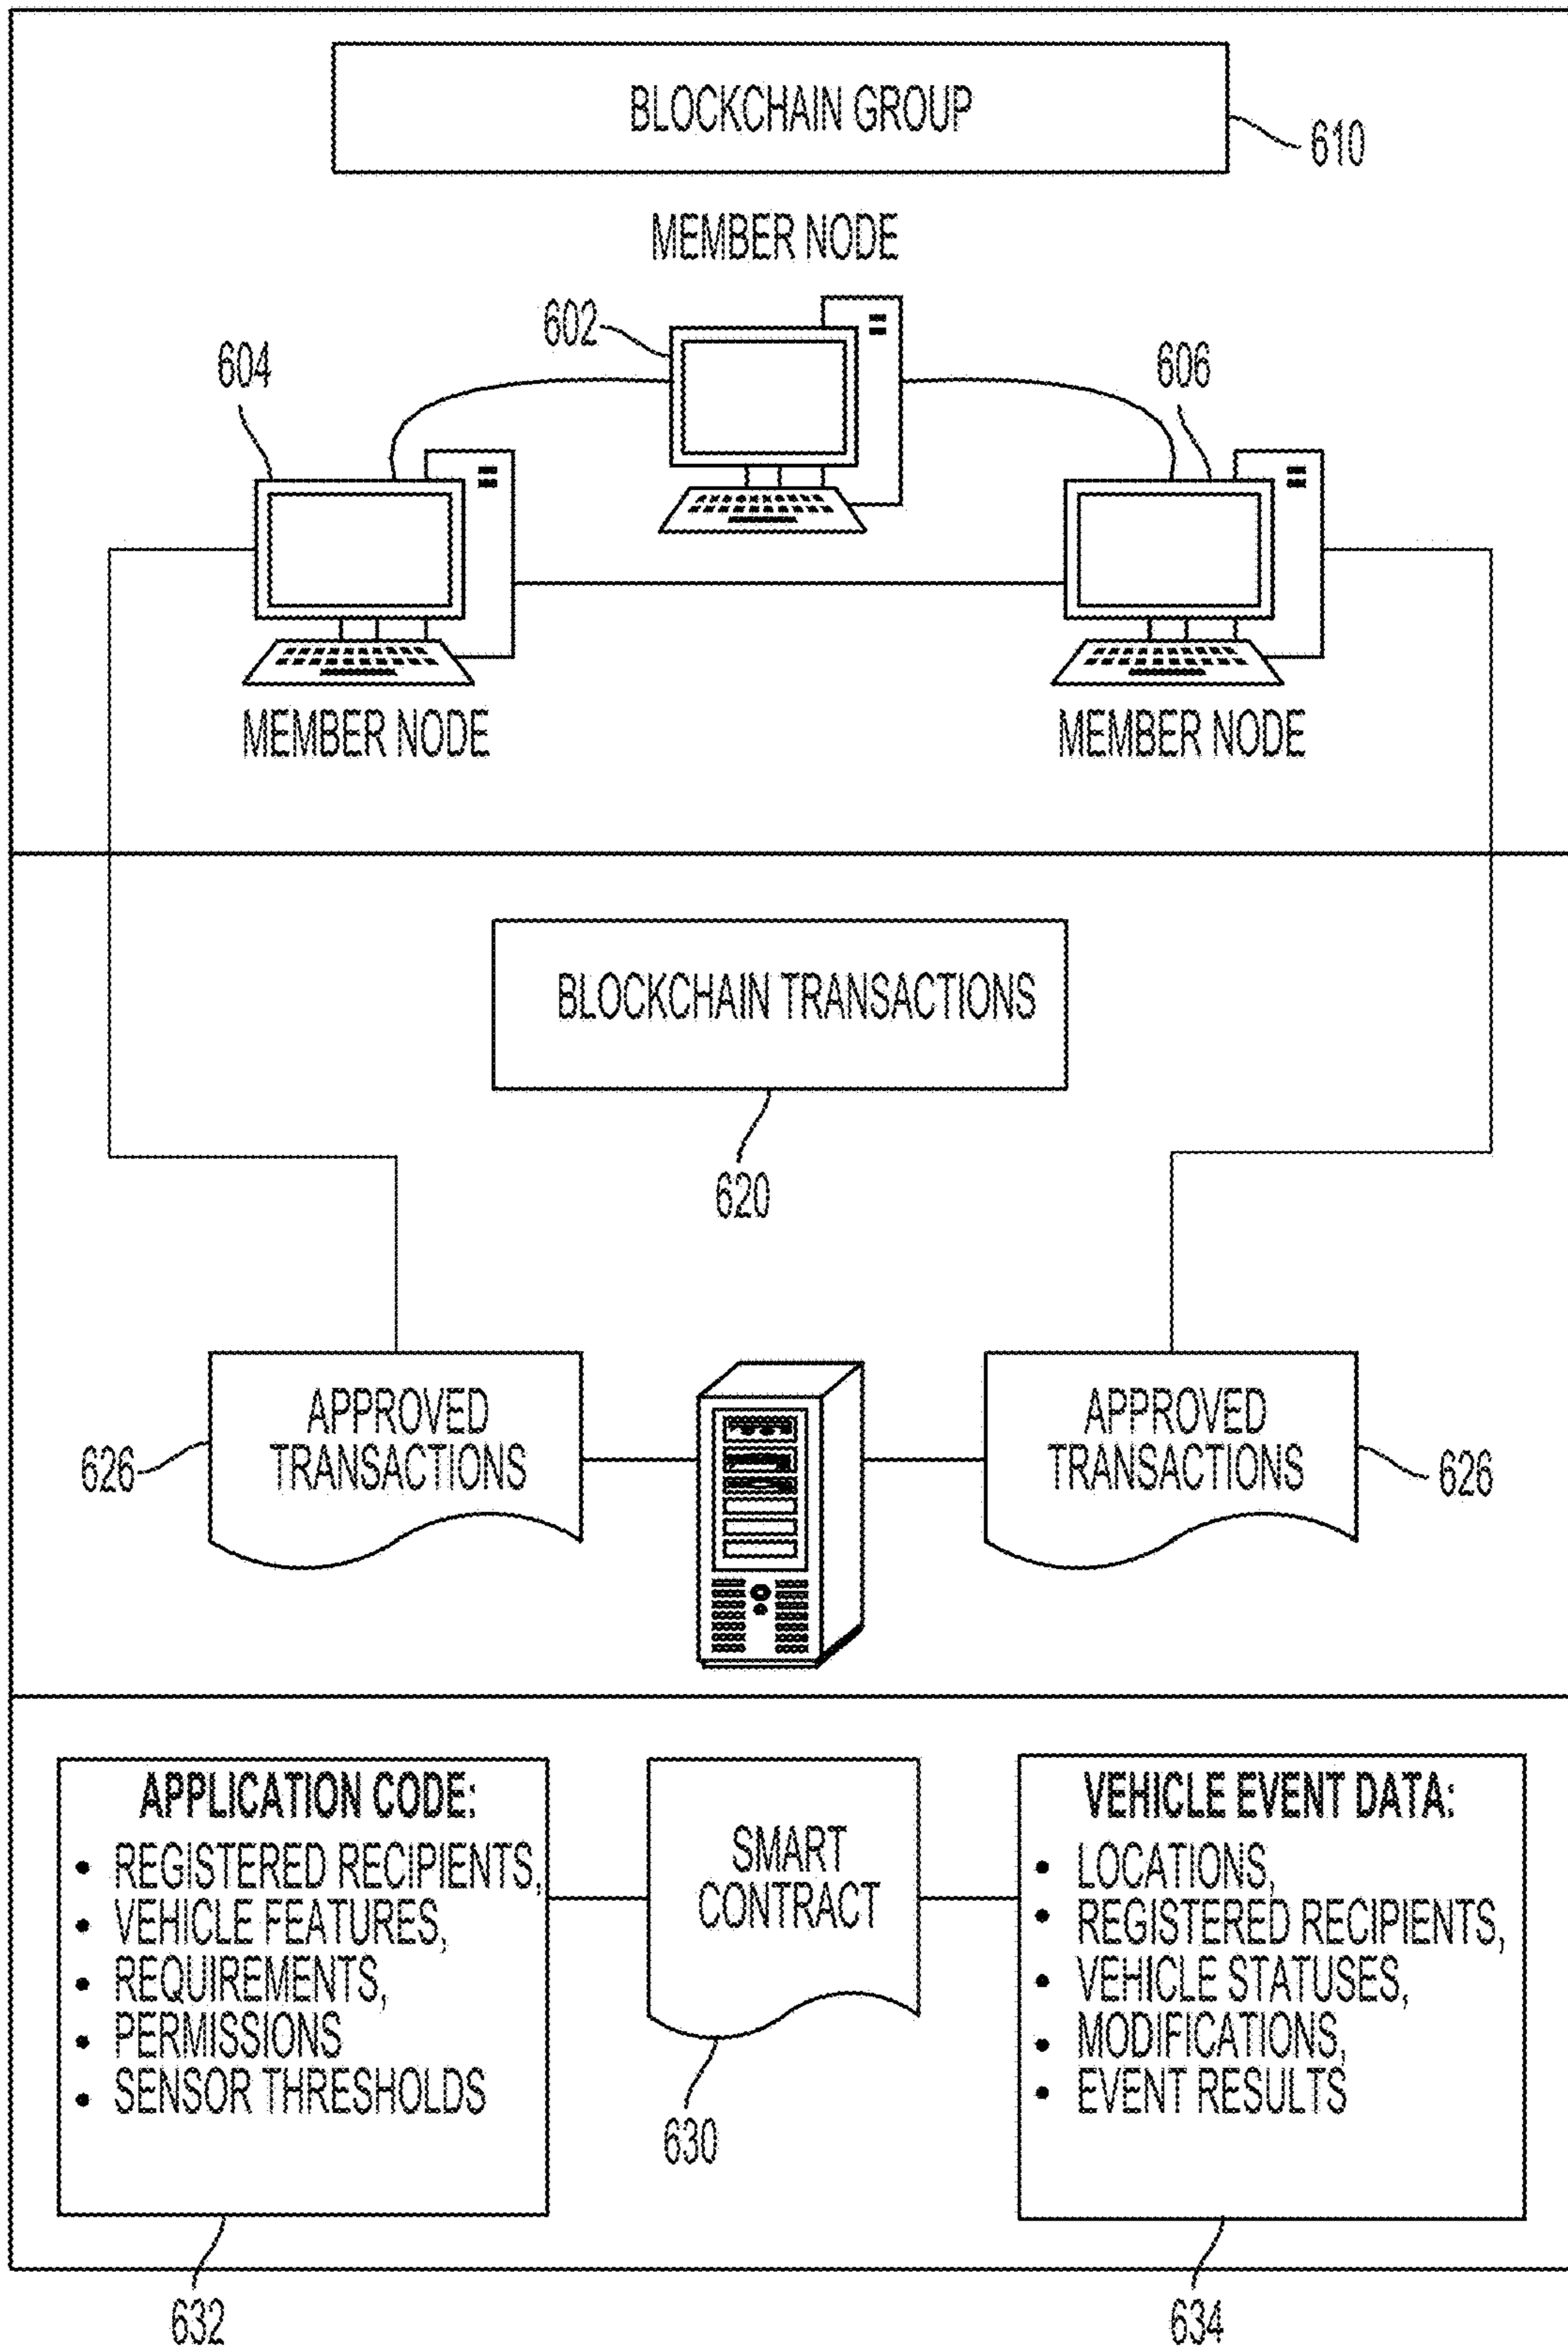 BLOCKCHAIN GROUP
610
MEMBER NODE
602
604
606
MEMBER NODE
MEMBER NODE
BLOCKCHAIN TRANSACTIONS
620
APPROVED
TRANSACTIONS
626
APPROVED
TRANSACTIONS
626
APPLICATION CODE:
• REGISTERED RECIPIENTS,
• VEHICLE FEATURES,
• REQUIREMENTS,
• PERMISSIONS
• SENSOR THRESHOLDS
632
SMART
CONTRACT
630
VEHICLE EVENT DATA:
• LOCATIONS,
• REGISTERED RECIPIENTS,
• VEHICLE STATUSES,
• MODIFICATIONS,
• EVENT RESULTS
634